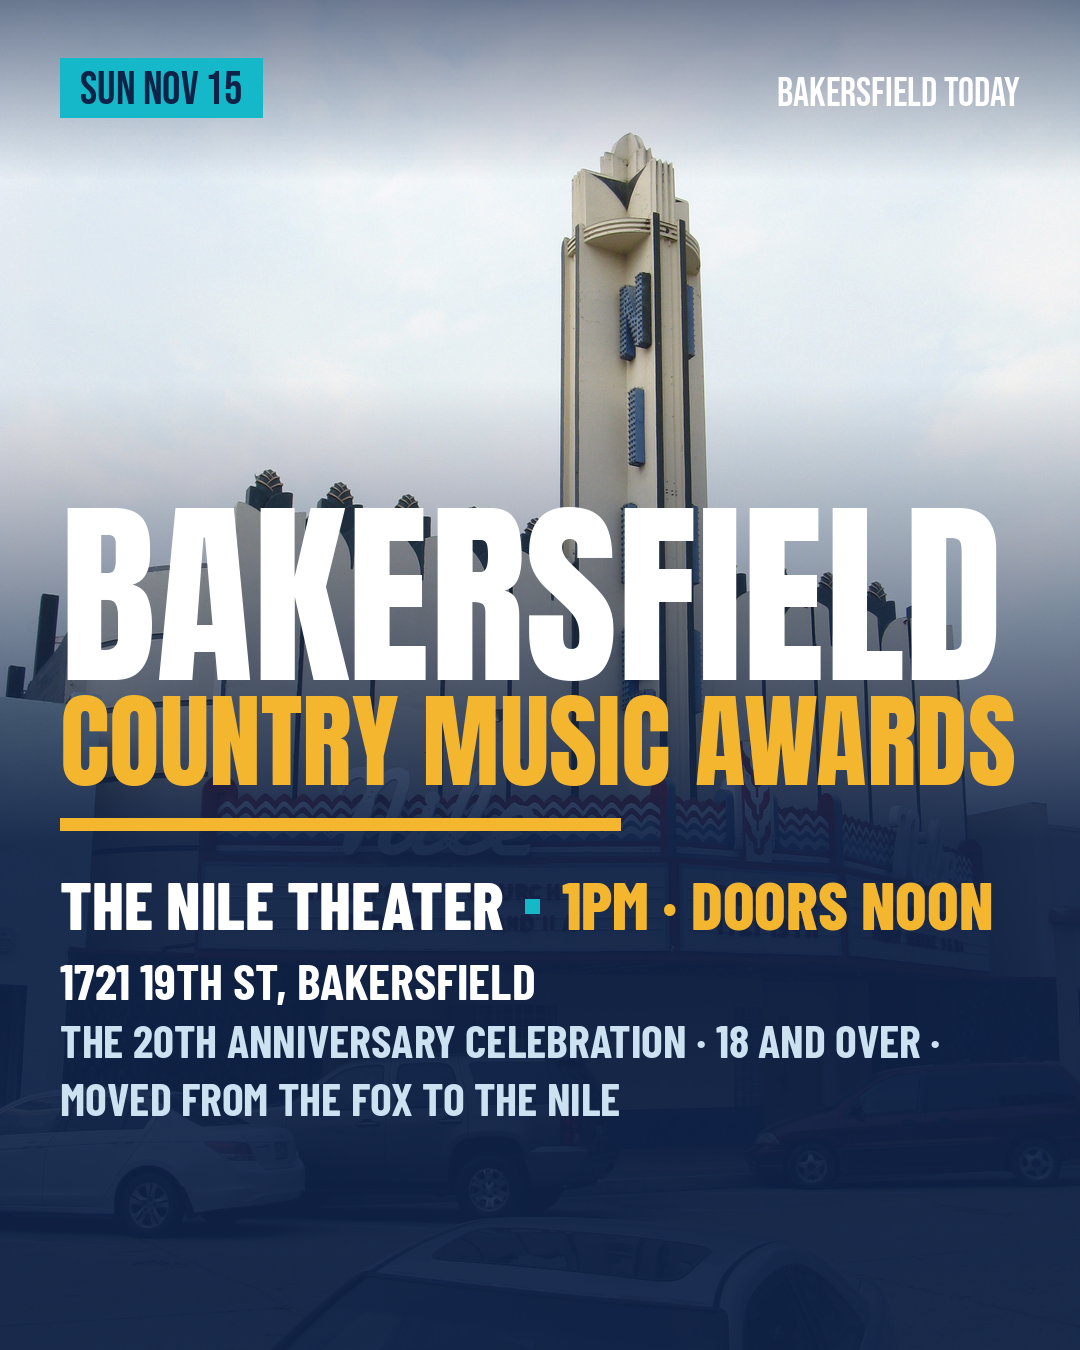 SUN NOV 15
BAKERSFIELD TODAY
N
I
BAKERSFIELD
COUNTRY MUSIC AWARDS
Nile
THE NILE THEATER ▪ 1PM · DOORS NOON
1721 19TH ST, BAKERSFIELD
THE 20TH ANNIVERSARY CELEBRATION · 18 AND OVER ·
MOVED FROM THE FOX TO THE NILE